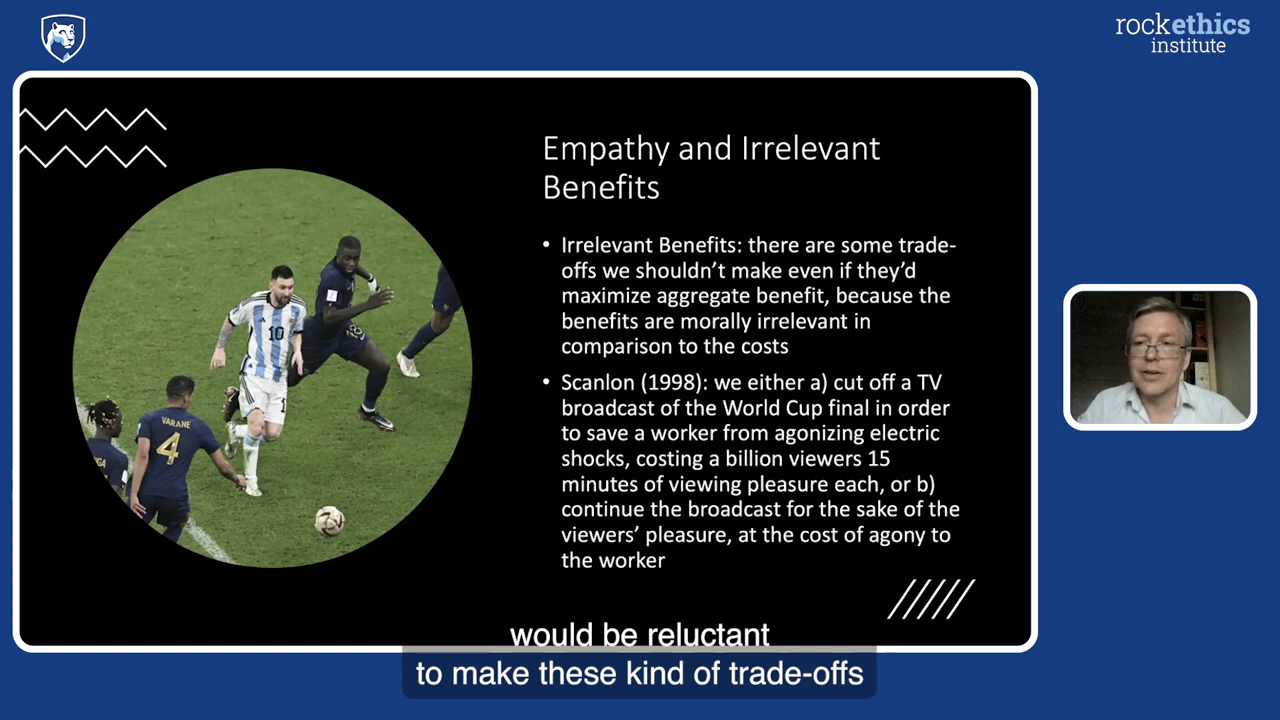 rockethics
institute
Empathy and Irrelevant
Benefits
• Irrelevant Benefits: there are some trade-
offs we shouldn't make even if they'd
maximize aggregate benefit, because the
benefits are morally irrelevant in
comparison to the costs
• Scanlon (1998): we either a) cut off a TV
broadcast of the World Cup final in order
to save a worker from agonizing electric
shocks, costing a billion viewers 15
minutes of viewing pleasure each, or b)
continue the broadcast for the sake of the
viewers' pleasure, at the cost of agony to
the worker
10
VARANE
4
would be reluctant
to make these kind of trade-offs